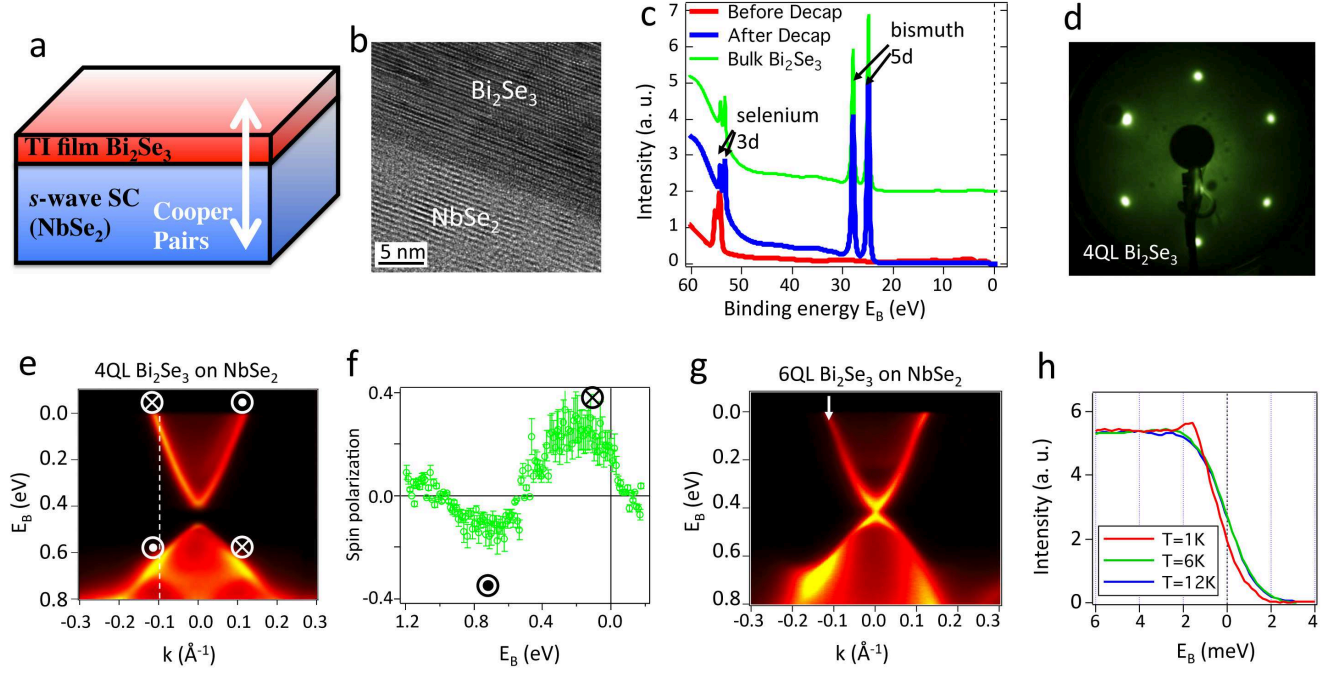 a
TI film Bi₂Se₃
s-wave SC
(NbSe₂)
Cooper
Pairs
b
Bi₂Se₃
NbSe₂
5 nm
c
Before Decap
After Decap
Bulk Bi₂Se₃
bismuth
5d
selenium
3d
7
6
5
4
3
2
1
0
Intensity (a. u.)
60 50 40 30 20 10 0
Binding energy E_B (eV)
d
4QL Bi₂Se₃
e
4QL Bi₂Se₃ on NbSe₂
0.0
0.2
0.4
0.6
0.8
E_B (eV)
-0.3 -0.2 -0.1 0.0 0.1 0.2 0.3
k (Å⁻¹)
f
0.4
0.0
-0.4
Spin polarization
1.2 0.8 0.4 0.0
E_B (eV)
g
6QL Bi₂Se₃ on NbSe₂
0.0
0.2
0.4
0.6
0.8
E_B (eV)
-0.3 -0.2 -0.1 0.0 0.1 0.2 0.3
k (Å⁻¹)
h
6
4
2
0
Intensity (a. u.)
T=1K
T=6K
T=12K
6 4 2 0 2 4
E_B (meV)